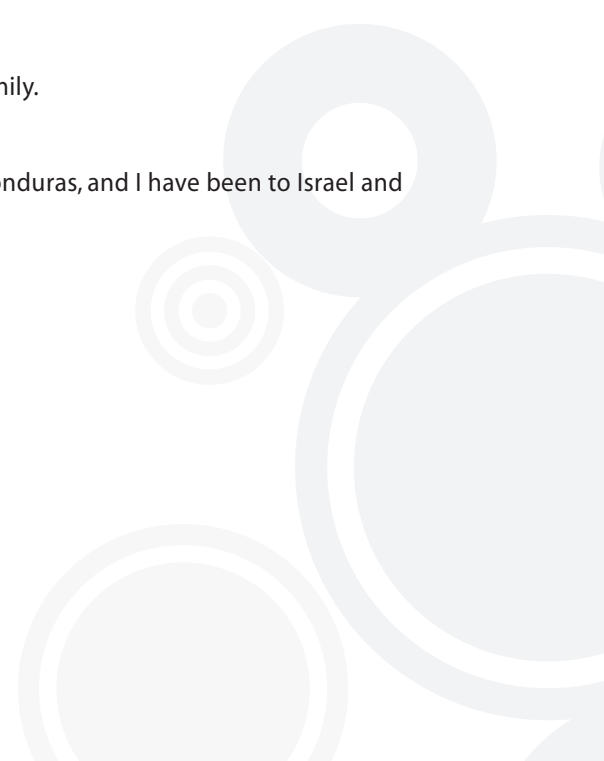 nily.
onduras, and I have been to Israel and